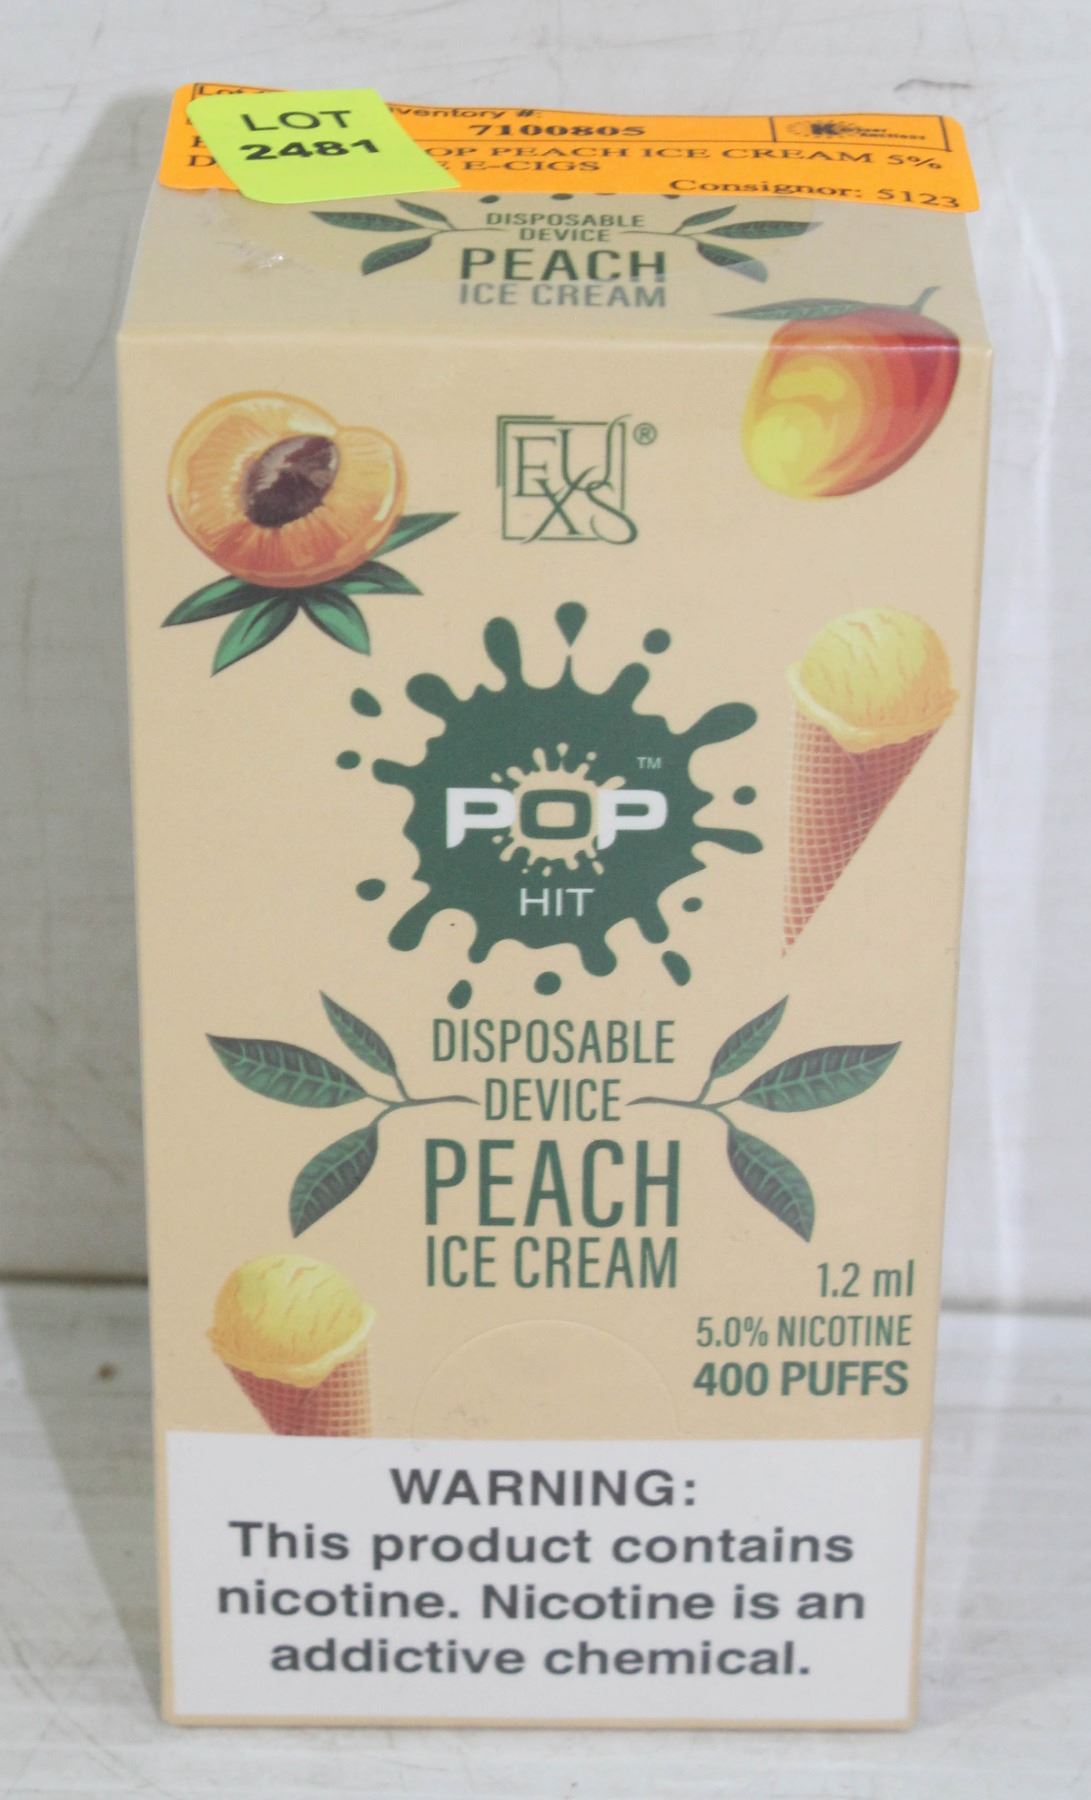 LOT
2481
Inventory #:
7100805
OP PEACH ICE CREAM 5%
E E-CIGS
Consignor: 5123
DISPOSABLE
DEVICE
PEACH
ICE CREAM
EUXS®
POP™
HIT
DISPOSABLE
DEVICE
PEACH
ICE CREAM
1.2 ml
5.0% NICOTINE
400 PUFFS
WARNING:
This product contains
nicotine. Nicotine is an
addictive chemical.